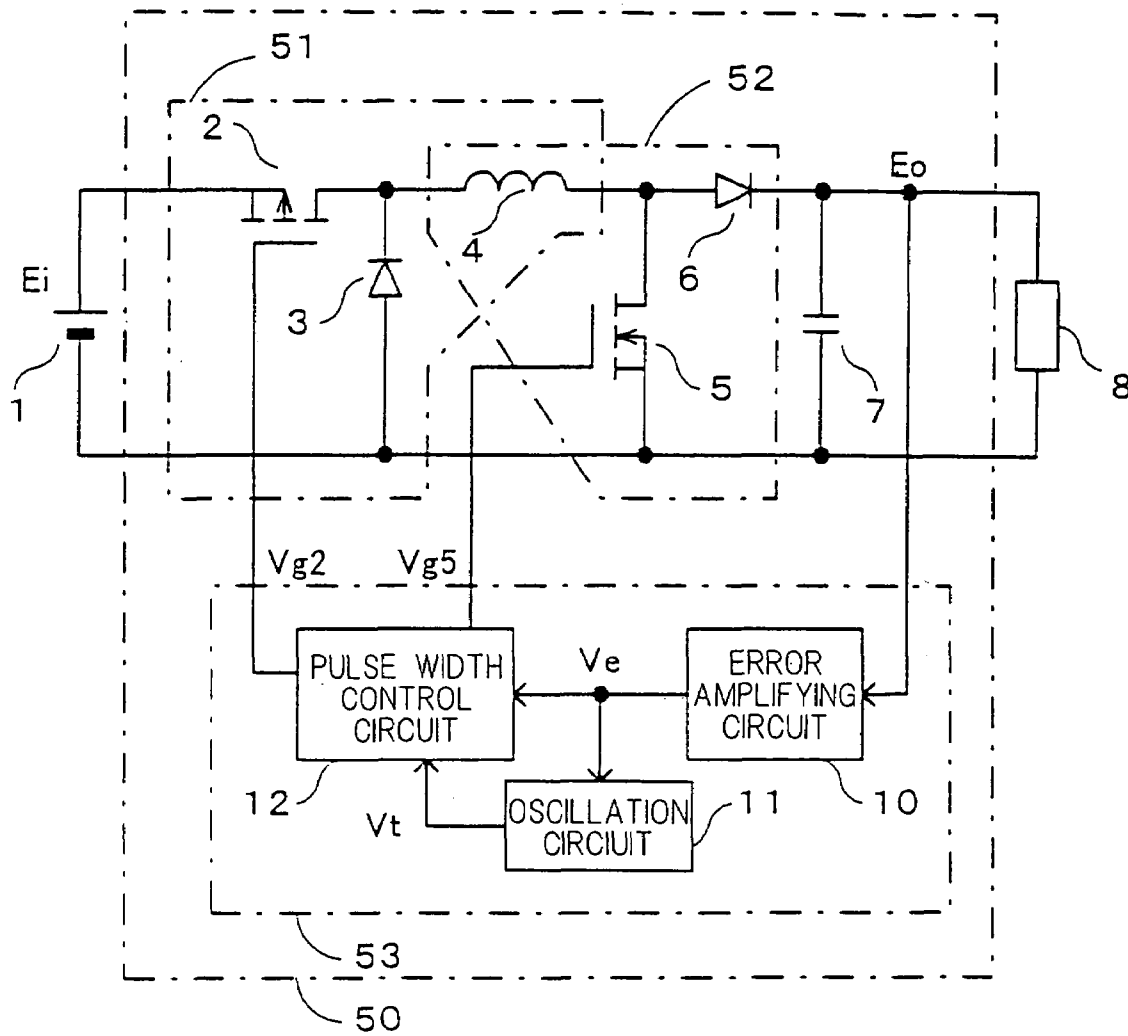 51
52
2
Eo
4
6
Ei
3
1
5
7
8
Vg2
Vg5
PULSE WIDTH
CONTROL
CIRCUIT
Ve
ERROR
AMPLIFYING
CIRCUIT
12
10
Vt
OSCILLATION
CIRCIUIT
11
53
50